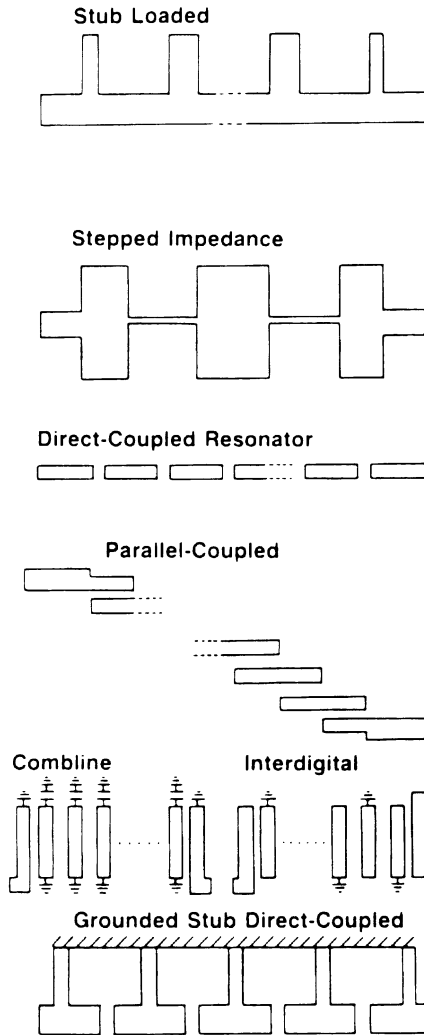 Stub Loaded
Stepped Impedance
Direct-Coupled Resonator
Parallel-Coupled
Combline
Interdigital
Grounded Stub Direct-Coupled